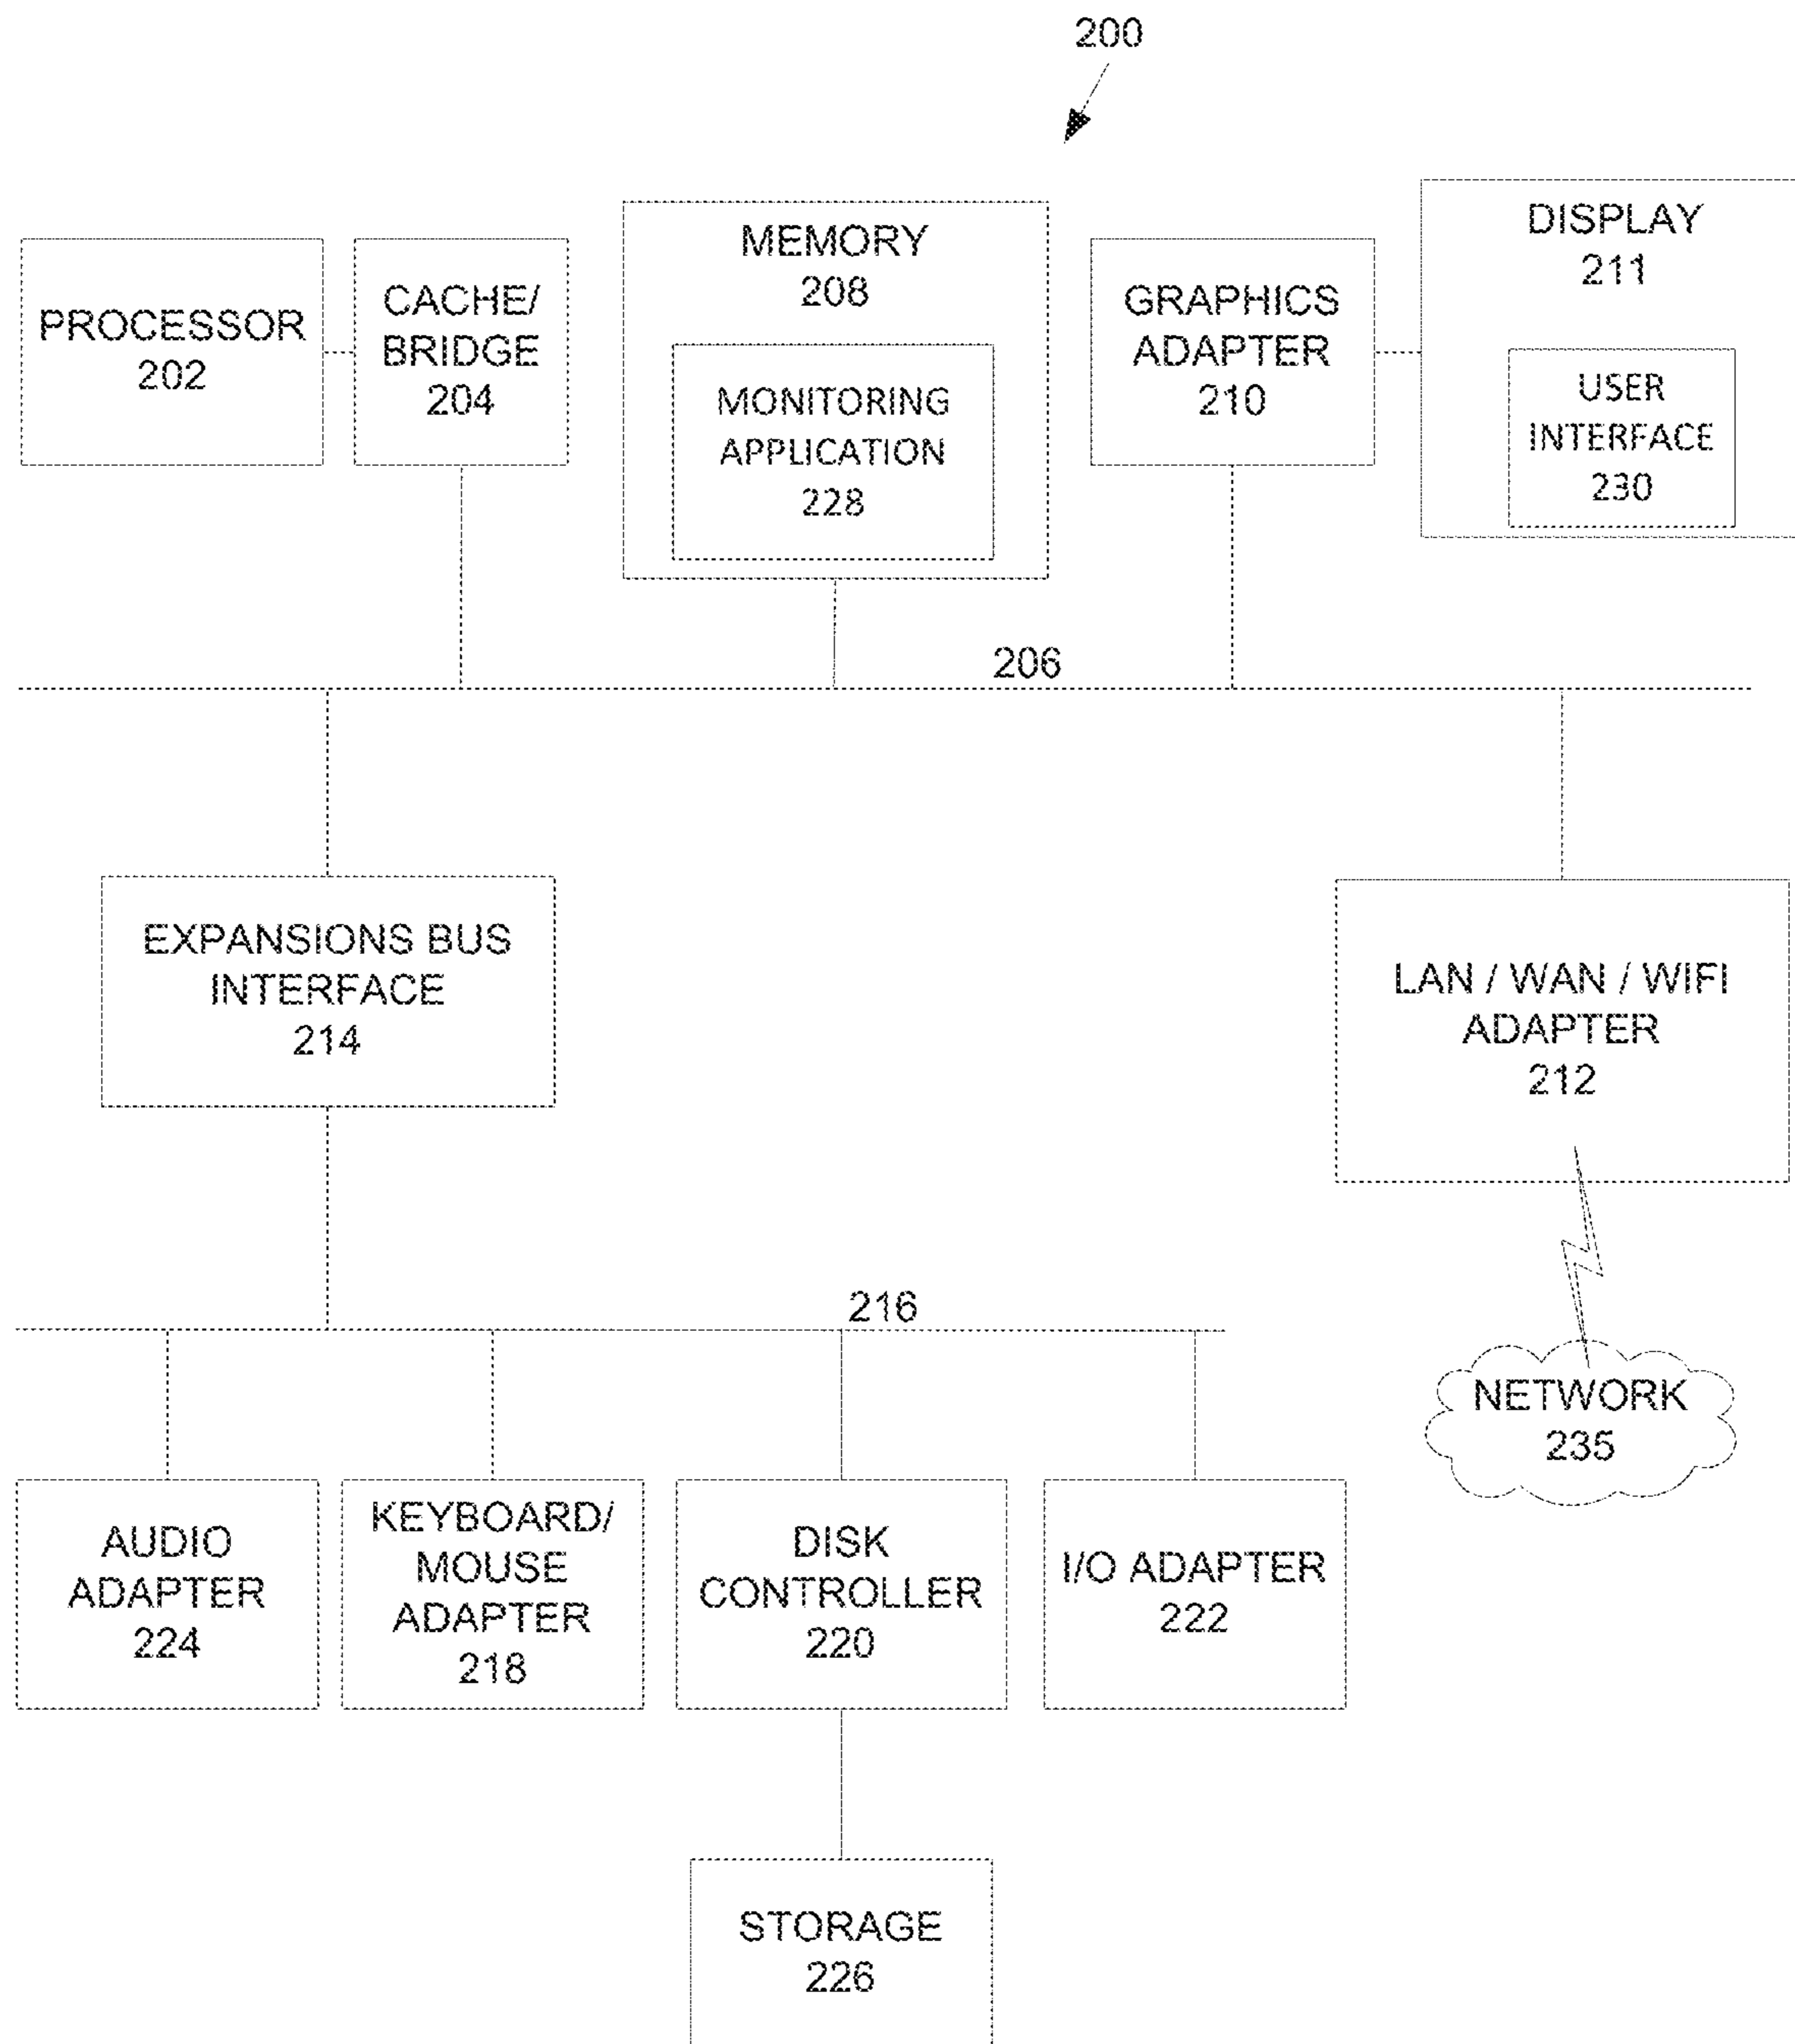 200
PROCESSOR
202
CACHE/
BRIDGE
204
MEMORY
208
MONITORING
APPLICATION
228
GRAPHICS
ADAPTER
210
DISPLAY
211
USER
INTERFACE
230
206
EXPANSIONS BUS
INTERFACE
214
LAN / WAN / WIFI
ADAPTER
212
216
NETWORK
235
AUDIO
ADAPTER
224
KEYBOARD/
MOUSE
ADAPTER
218
DISK
CONTROLLER
220
I/O ADAPTER
222
STORAGE
226